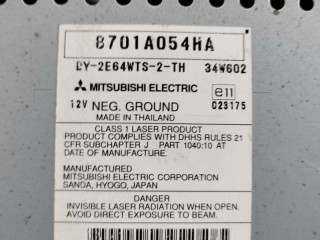 8701A054HA
DY-2E64WTS-2-TH 34W602
MITSUBISHI ELECTRIC e11
12V NEG. GROUND 023175
MADE IN THAILAND
CLASS 1 LASER PRODUCT
PRODUCT COMPLIES WITH DHHS RULES 21
CFR SUBCHAPTER J PART 1040:10 AT
DATE OF MANUFACTURE.
MANUFACTURED
MITSUBISHI ELECTRIC CORPORATION
SANDA, HYOGO, JAPAN
DANGER
INVISIBLE LASER RADIATION WHEN OPEN.
AVOID DIRECT EXPOSURE TO BEAM.